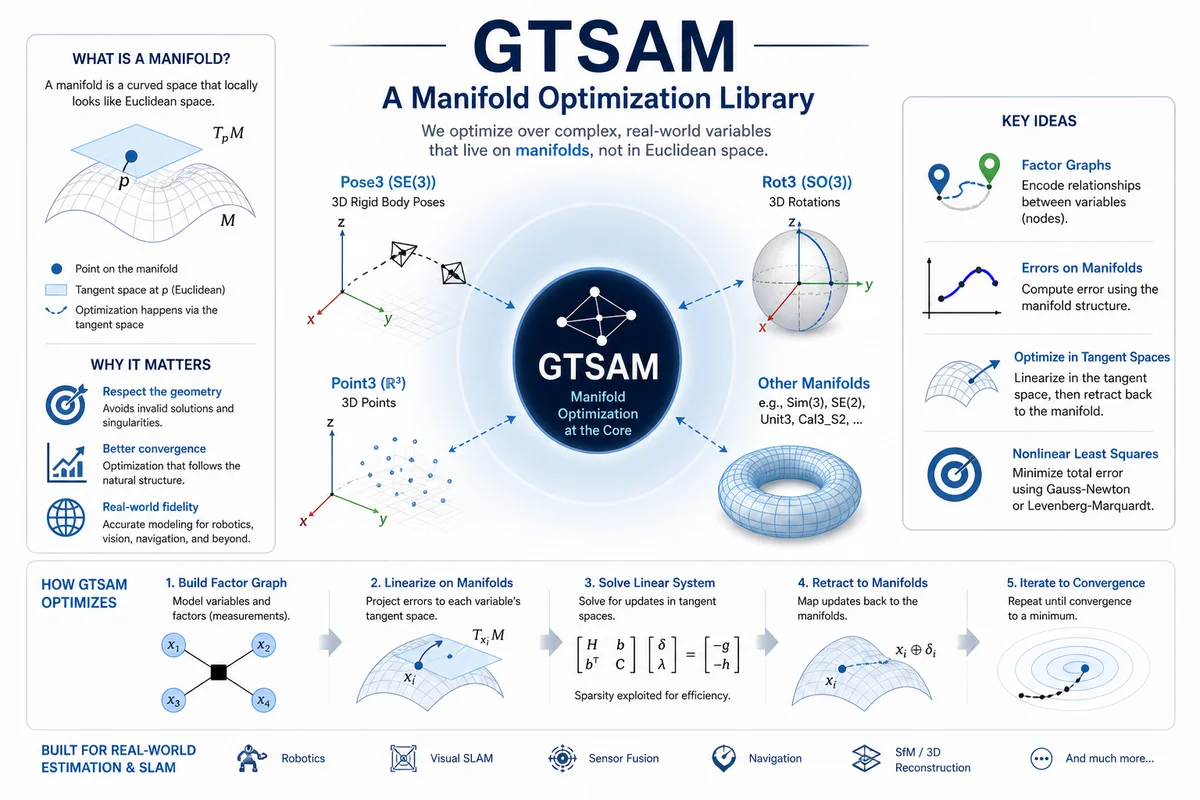 GTSAM
A Manifold Optimization Library
We optimize over complex, real-world variables
that live on manifolds, not in Euclidean space.
WHAT IS A MANIFOLD?
A manifold is a curved space that locally
looks like Euclidean space.
TₚM
p
M
Point on the manifold
Tangent space at p (Euclidean)
Optimization happens via the
tangent space
WHY IT MATTERS
Respect the geometry
Avoids invalid solutions and
singularities.
Better convergence
Optimization that follows the
natural structure.
Real-world fidelity
Accurate modeling for robotics,
vision, navigation, and beyond.
Pose3 (SE(3))
3D Rigid Body Poses
z
x
y
Rot3 (SO(3))
3D Rotations
z
y
x
GTSAM
Manifold
Optimization
at the Core
Point3 (ℝ³)
3D Points
z
x
y
Other Manifolds
e.g., Sim(3), SE(2),
Unit3, Cal3_S2, ...
KEY IDEAS
Factor Graphs
Encode relationships
between variables
(nodes).
Errors on Manifolds
Compute error using the
manifold structure.
Optimize in Tangent Spaces
Linearize in the tangent
space, then retract back
to the manifold.
Nonlinear Least Squares
Minimize total error
using Gauss-Newton
or Levenberg-Marquardt.
HOW GTSAM
OPTIMIZES
1. Build Factor Graph
Model variables and
factors (measurements).
x₁ x₂
x₃ x₄
2. Linearize on Manifolds
Project errors to each variable's
tangent space.
TₓᵢM
xᵢ
3. Solve Linear System
Solve for updates in tangent
spaces.
[H b] [δ] = [−g]
[bᵀ C] [λ] [−h]
Sparsity exploited for efficiency.
4. Retract to Manifolds
Map updates back to the
manifolds.
xᵢ ⊕ δᵢ
xᵢ
5. Iterate to Convergence
Repeat until convergence
to a minimum.
BUILT FOR REAL-WORLD
ESTIMATION & SLAM
Robotics
Visual SLAM
Sensor Fusion
Navigation
SfM / 3D
Reconstruction
And much more...